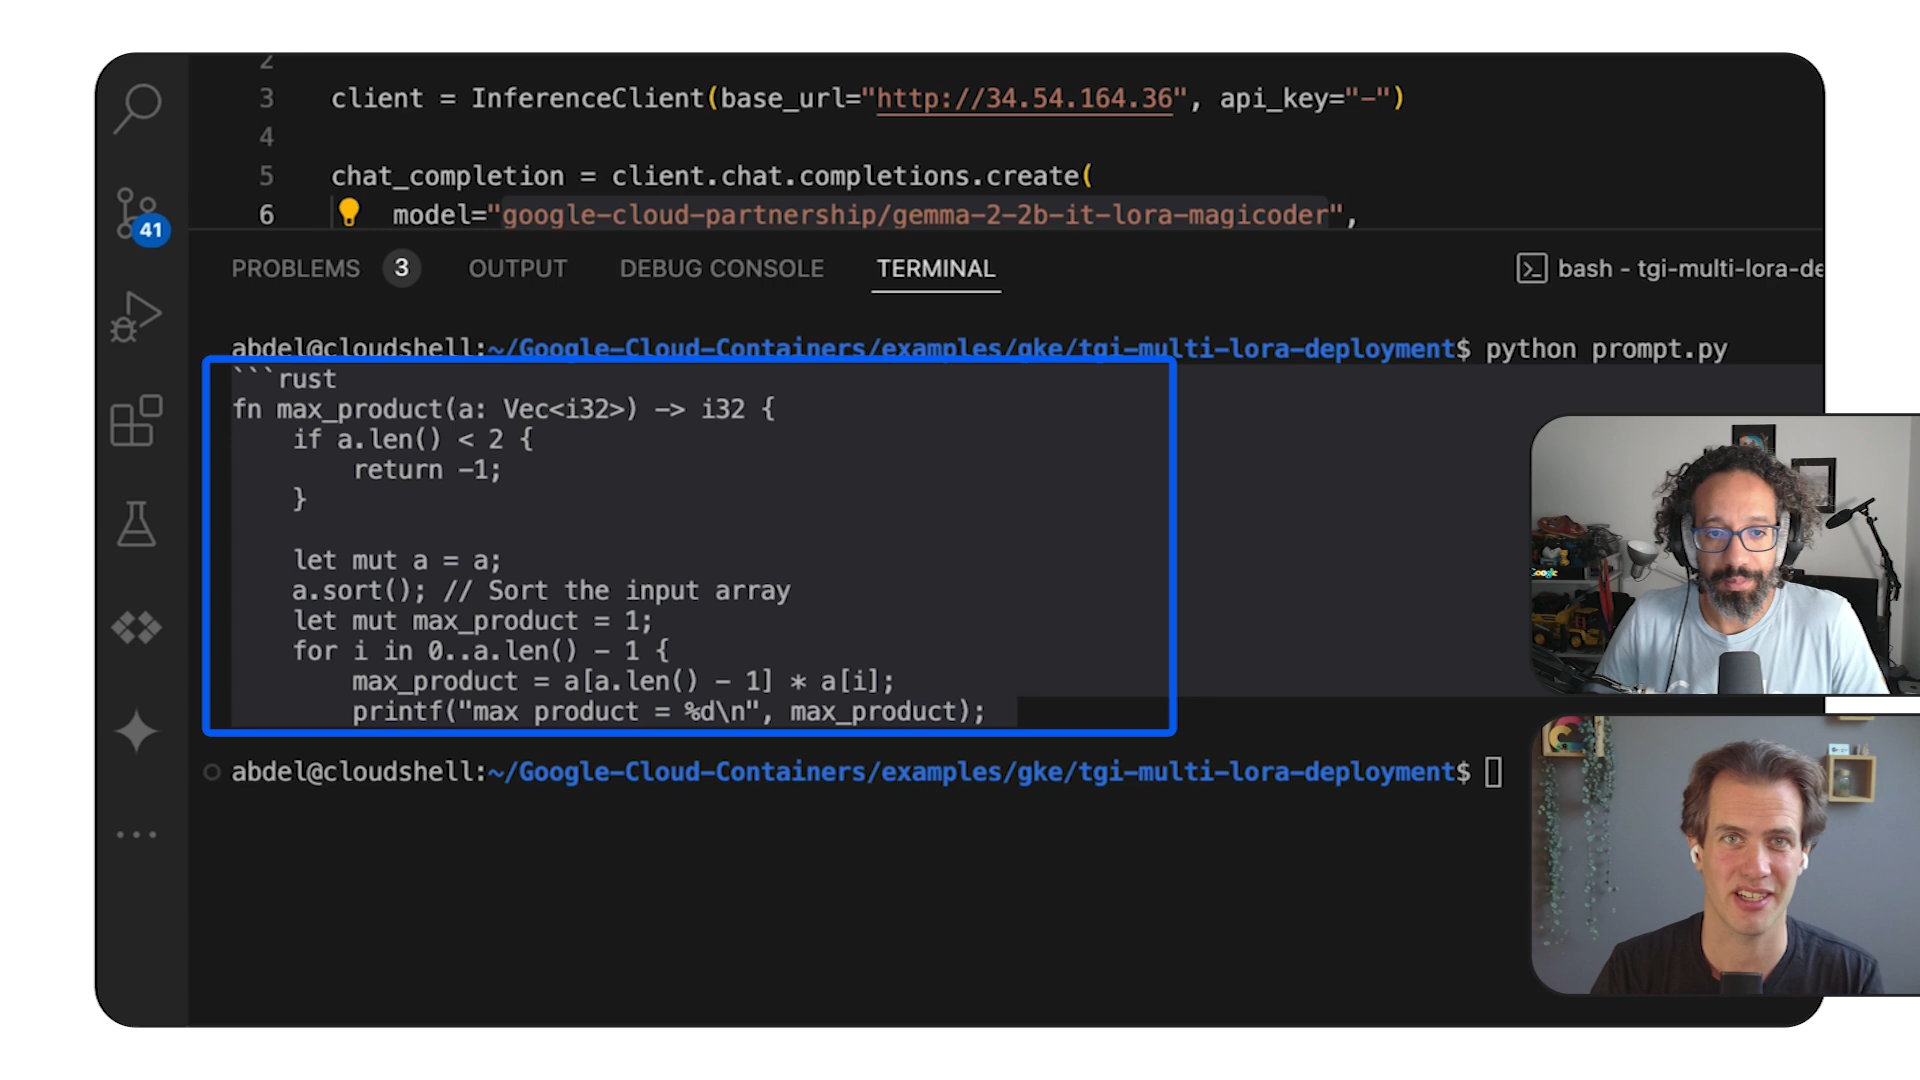 2
3 client = InferenceClient(base_url="http://34.54.164.36", api_key="-")
4
5 chat_completion = client.chat.completions.create(
6 model="google-cloud-partnership/gemma-2-2b-it-lora-magicoder",
41
PROBLEMS 3 OUTPUT DEBUG CONSOLE TERMINAL bash - tgi-multi-lora-de
abdel@cloudshell:~/Google-Cloud-Containers/examples/gke/tgi-multi-lora-deployment$ python prompt.py
```rust
fn max_product(a: Vec<i32>) -> i32 {
    if a.len() < 2 {
        return -1;
    }
    let mut a = a;
    a.sort(); // Sort the input array
    let mut max_product = 1;
    for i in 0..a.len() - 1 {
        max_product = a[a.len() - 1] * a[i];
        printf("max product = %d\n", max_product);
abdel@cloudshell:~/Google-Cloud-Containers/examples/gke/tgi-multi-lora-deployment$
Google